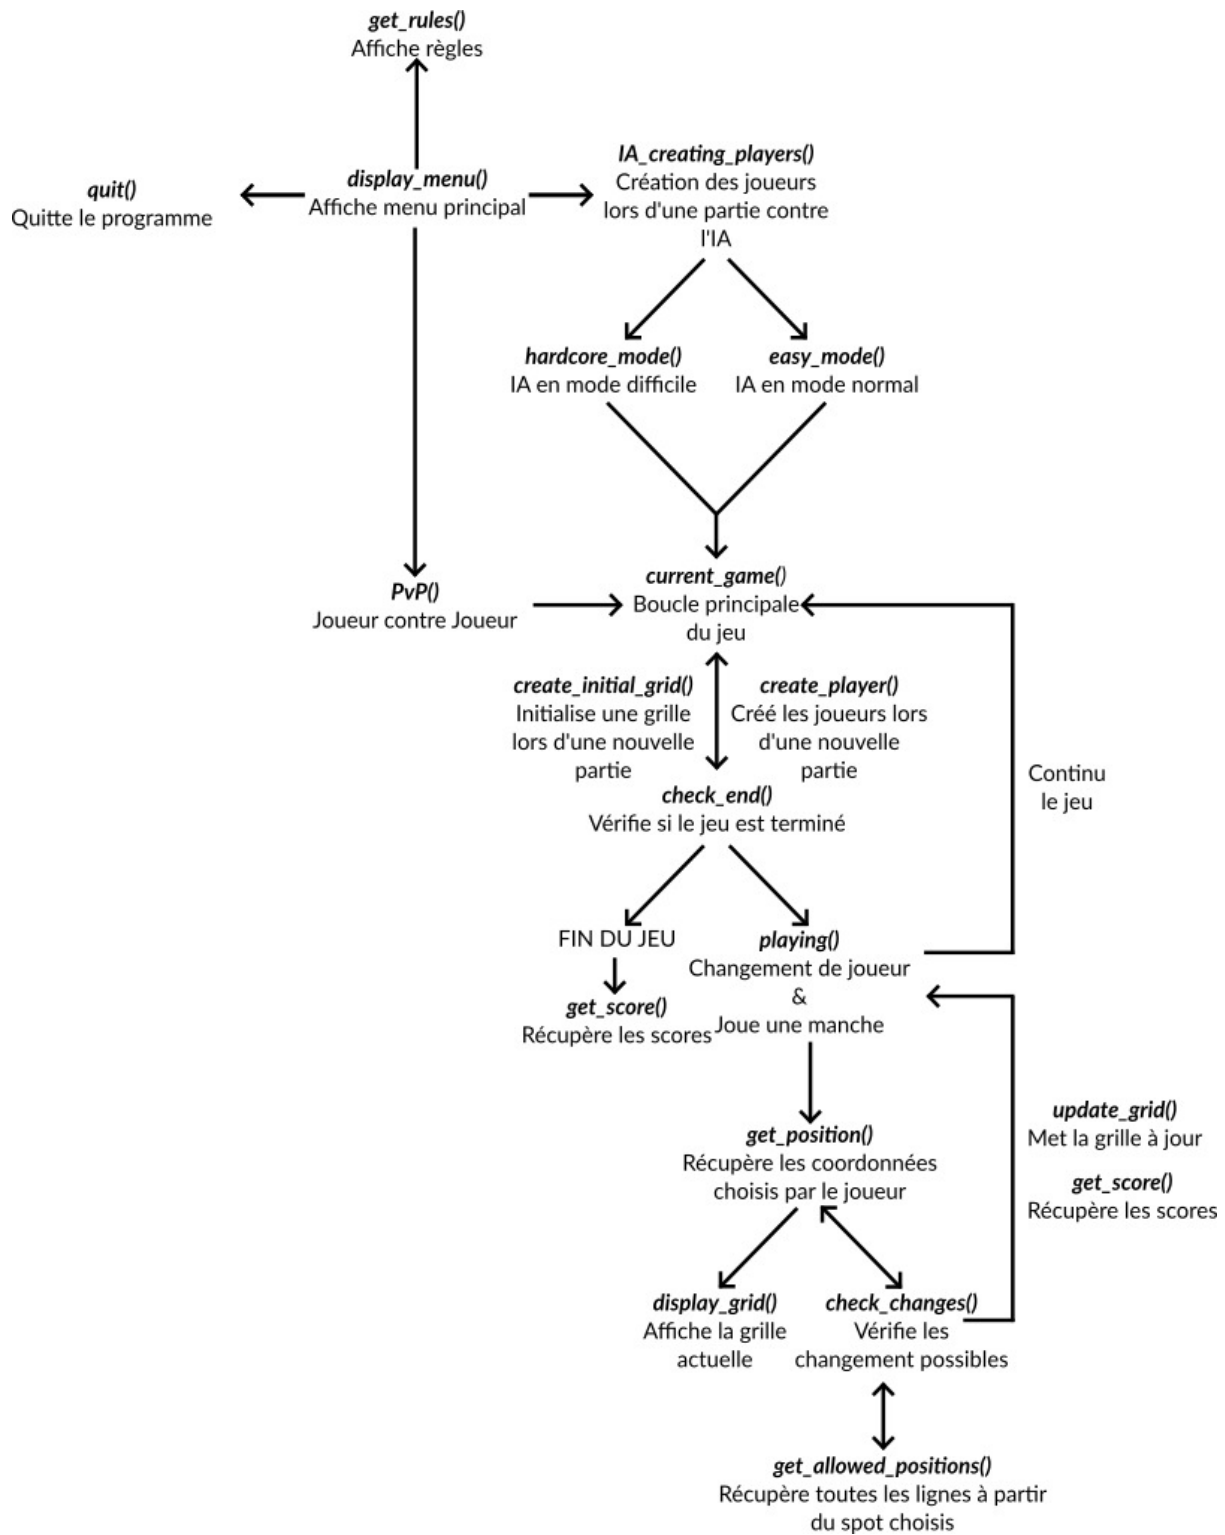 get_rules()
Affiche règles
quit()
Quitte le programme
display_menu()
Affiche menu principal
IA_creating_players()
Création des joueurs
lors d'une partie contre
l'IA
hardcore_mode()
IA en mode difficile
easy_mode()
IA en mode normal
PvP()
Joueur contre Joueur
current_game()
Boucle principale
du jeu
create_initial_grid()
Initialise une grille
lors d'une nouvelle
partie
create_player()
Créé les joueurs lors
d'une nouvelle
partie
Continu
le jeu
check_end()
Vérifie si le jeu est terminé
FIN DU JEU
get_score()
Récupère les scores
playing()
Changement de joueur
&
Joue une manche
get_position()
Récupère les coordonnées
choisis par le joueur
update_grid()
Met la grille à jour
get_score()
Récupère les scores
display_grid()
Affiche la grille
actuelle
check_changes()
Vérifie les
changement possibles
get_allowed_positions()
Récupère toutes les lignes à partir
du spot choisis